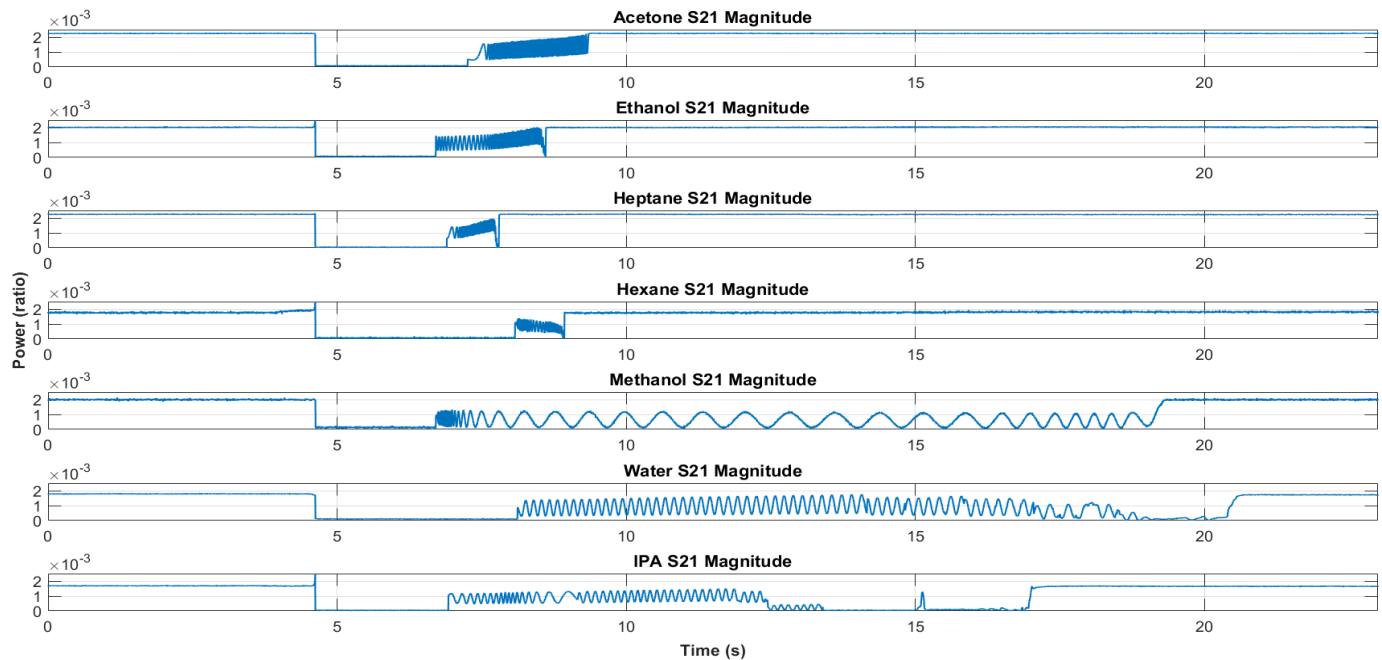 ×10⁻³
Acetone S21 Magnitude
2
1
0
0 5 10 15 20
×10⁻³
Ethanol S21 Magnitude
2
1
0
0 5 10 15 20
×10⁻³
Heptane S21 Magnitude
2
1
0
0 5 10 15 20
Power (ratio)
×10⁻³
Hexane S21 Magnitude
2
1
0
0 5 10 15 20
×10⁻³
Methanol S21 Magnitude
2
1
0
0 5 10 15 20
×10⁻³
Water S21 Magnitude
2
1
0
0 5 10 15 20
×10⁻³
IPA S21 Magnitude
2
1
0
0 5 10 15 20
Time (s)